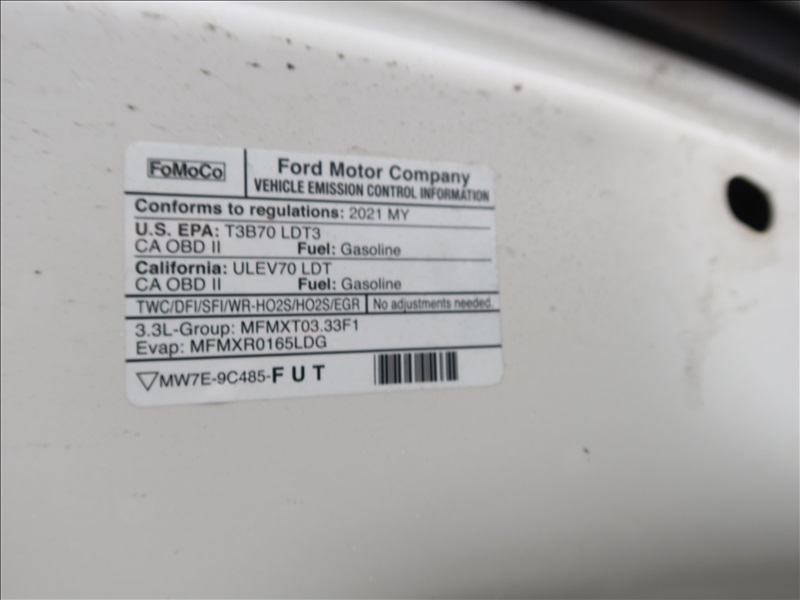 FoMoCo
Ford Motor Company
VEHICLE EMISSION CONTROL INFORMATION
Conforms to regulations: 2021 MY
U.S. EPA: T3B70 LDT3
CA OBD II Fuel: Gasoline
California: ULEV70 LDT
CA OBD II Fuel: Gasoline
TWC/DFI/SFI/WR-HO2S/HO2S/EGR No adjustments needed.
3.3L-Group: MFMXT03.33F1
Evap: MFMXR0165LDG
MW7E-9C485-FUT